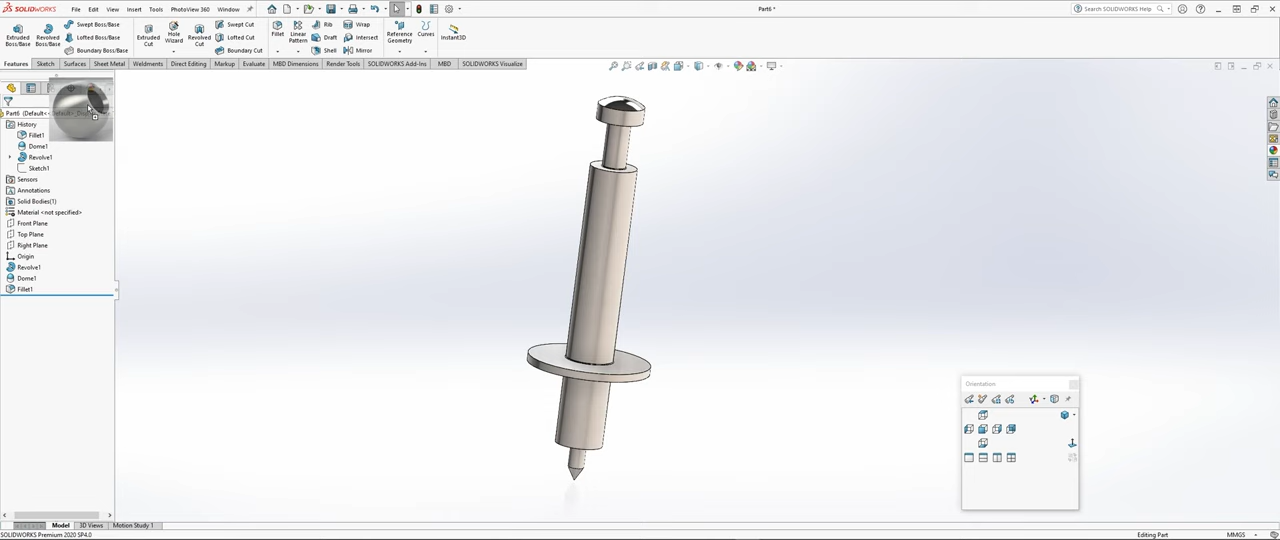 SOLIDWORKS File Edit View Insert Tools PhotoView 360 Window Part6 * Search SOLIDWORKS Help
Extruded Boss/Base
Revolved Boss/Base
Swept Boss/Base
Lofted Boss/Base
Boundary Boss/Base
Extruded Cut
Hole Wizard
Revolved Cut
Swept Cut
Lofted Cut
Boundary Cut
Fillet
Linear Pattern
Rib
Draft
Shell
Wrap
Intersect
Mirror
Reference Geometry
Curves
Instant3D
Features Sketch Surfaces Sheet Metal Weldments Direct Editing Markup Evaluate MBD Dimensions Render Tools SOLIDWORKS Add-Ins MBD SOLIDWORKS Visualize
Part6 (Default<<
History
Fillet1
Dome1
Revolve1
Sketch1
Sensors
Annotations
Solid Bodies(1)
Material <not specified>
Front Plane
Top Plane
Right Plane
Origin
Revolve1
Dome1
Fillet1
Orientation
Model 3D Views Motion Study 1
SOLIDWORKS Premium 2020 SP4.0 Editing Part MMGS